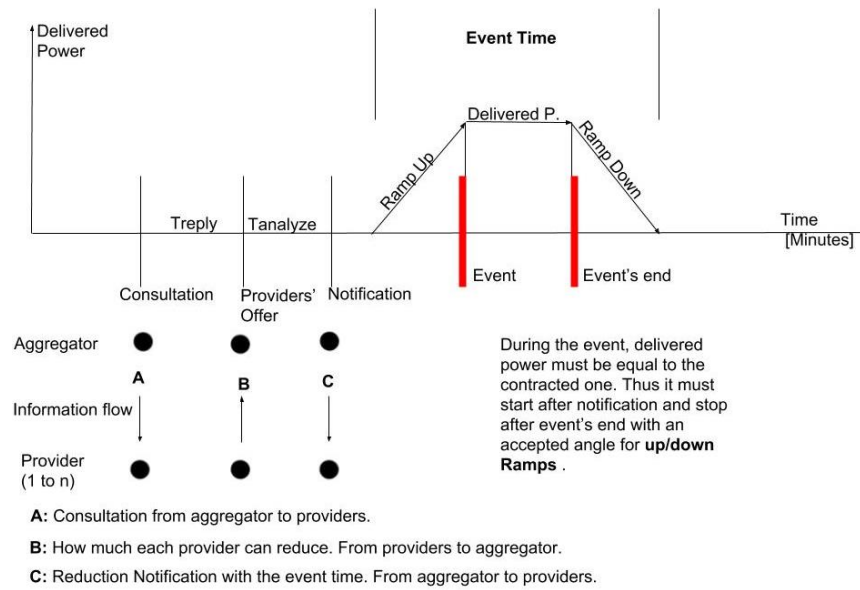 Delivered
Power
Event Time
Delivered P.
Ramp Up
Ramp Down
Treply
Tanalyze
Time
[Minutes]
Consultation
Providers'
Offer
Notification
Event
Event's end
Aggregator
A
B
C
Information flow
Provider
(1 to n)
During the event, delivered
power must be equal to the
contracted one. Thus it must
start after notification and stop
after event's end with an
accepted angle for up/down
Ramps .
A: Consultation from aggregator to providers.
B: How much each provider can reduce. From providers to aggregator.
C: Reduction Notification with the event time. From aggregator to providers.